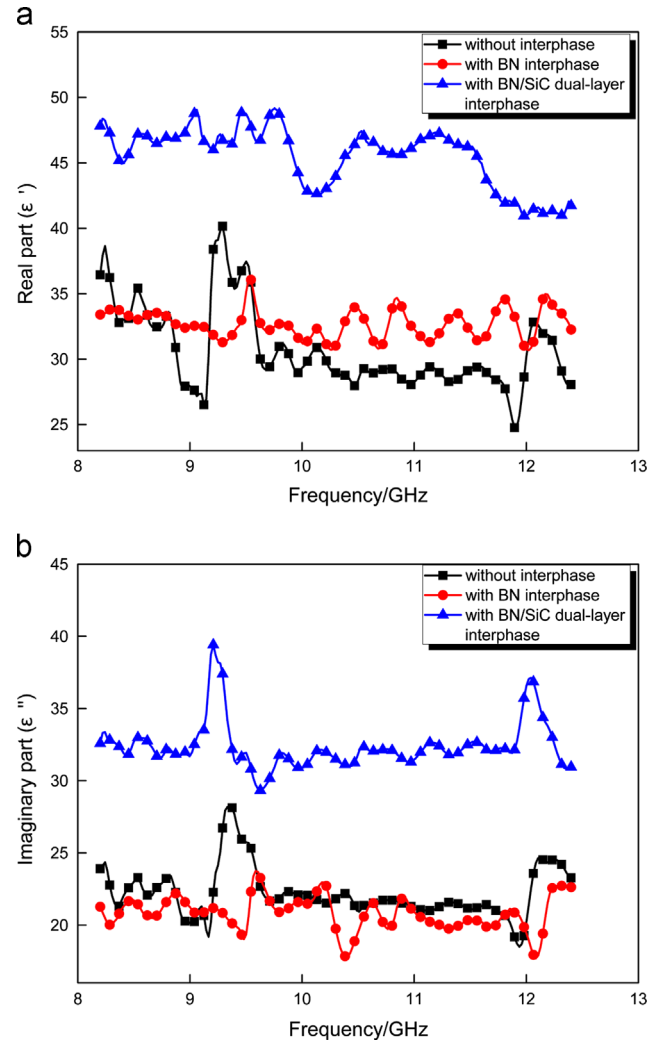 a
55
50
45
40
35
30
25
without interphase
with BN interphase
with BN/SiC dual-layer
interphase
Real part (ε ')
8 9 10 11 12 13
Frequency/GHz
b
45
40
35
30
25
20
without interphase
with BN interphase
with BN/SiC dual-layer
interphase
Imaginary part (ε ")
8 9 10 11 12 13
Frequency/GHz